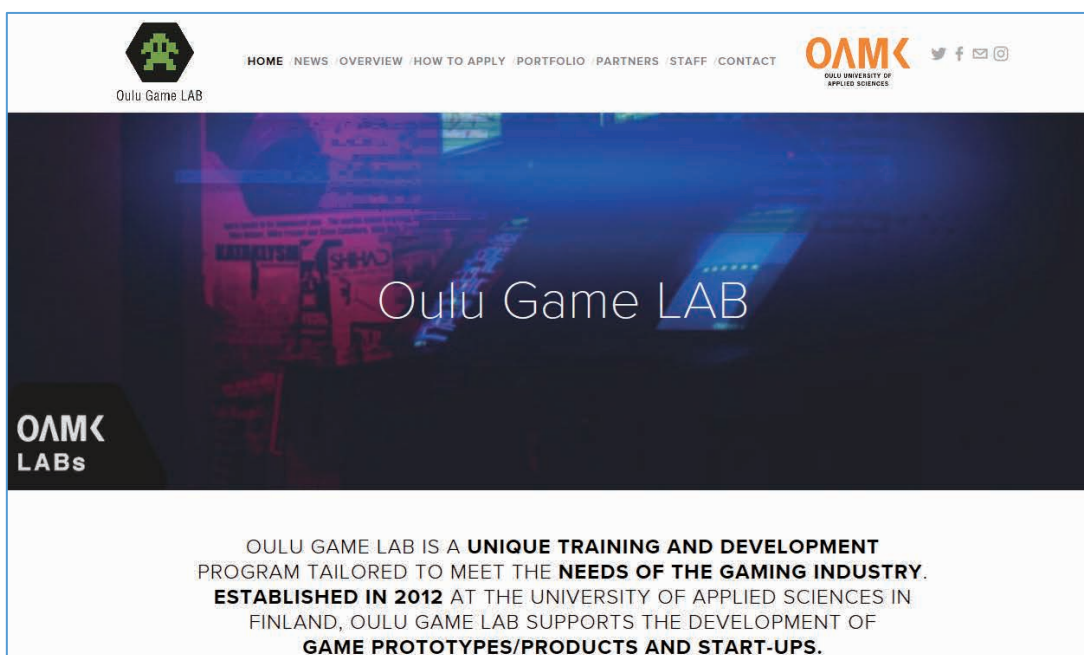 Oulu Game LAB
/HOME /NEWS /OVERVIEW /HOW TO APPLY /PORTFOLIO /PARTNERS /STAFF /CONTACT
OAMK
OULU UNIVERSITY OF
APPLIED SCIENCES
KATAKLYSM
SHIHAD
Oulu Game LAB
OAMK
LABs
OULU GAME LAB IS A UNIQUE TRAINING AND DEVELOPMENT
PROGRAM TAILORED TO MEET THE NEEDS OF THE GAMING INDUSTRY.
ESTABLISHED IN 2012 AT THE UNIVERSITY OF APPLIED SCIENCES IN
FINLAND, OULU GAME LAB SUPPORTS THE DEVELOPMENT OF
GAME PROTOTYPES/PRODUCTS AND START-UPS.